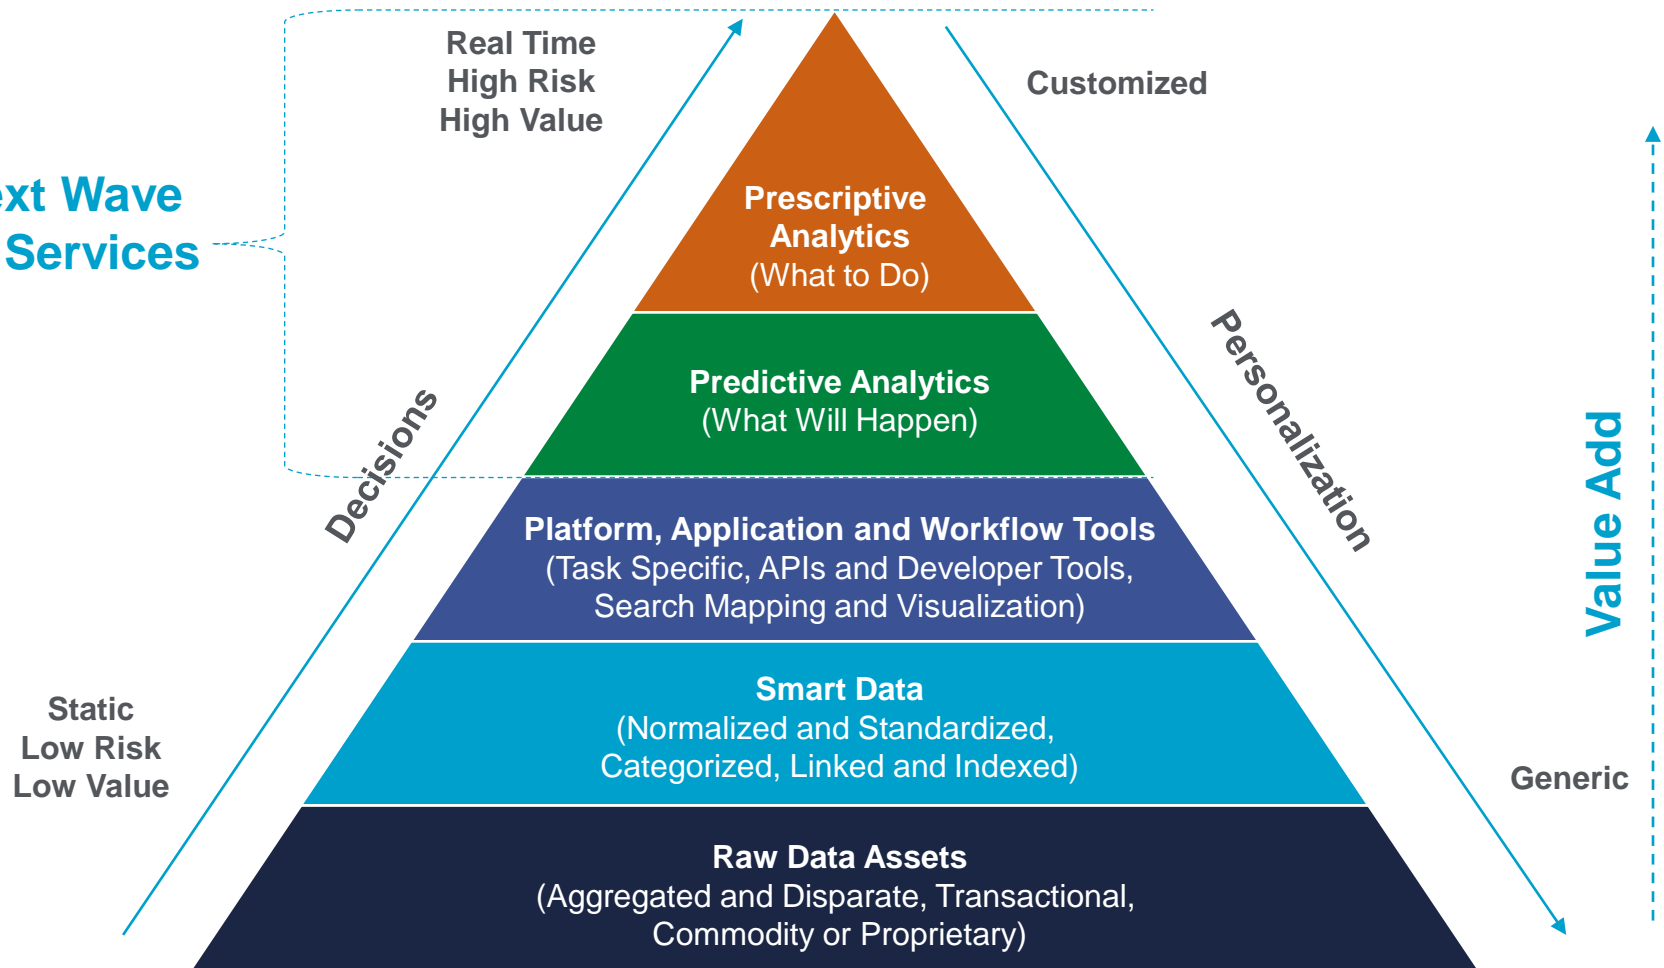 Real Time
High Risk
High Value
Customized
Wave
Services
Prescriptive
Analytics
(What to Do)
Predictive Analytics
(What Will Happen)
Decisions
Personalization
Value Add
Platform, Application and Workflow Tools
(Task Specific, APIs and Developer Tools,
Search Mapping and Visualization)
Static
Low Risk
Low Value
Smart Data
(Normalized and Standardized,
Categorized, Linked and Indexed)
Generic
Raw Data Assets
(Aggregated and Disparate, Transactional,
Commodity or Proprietary)